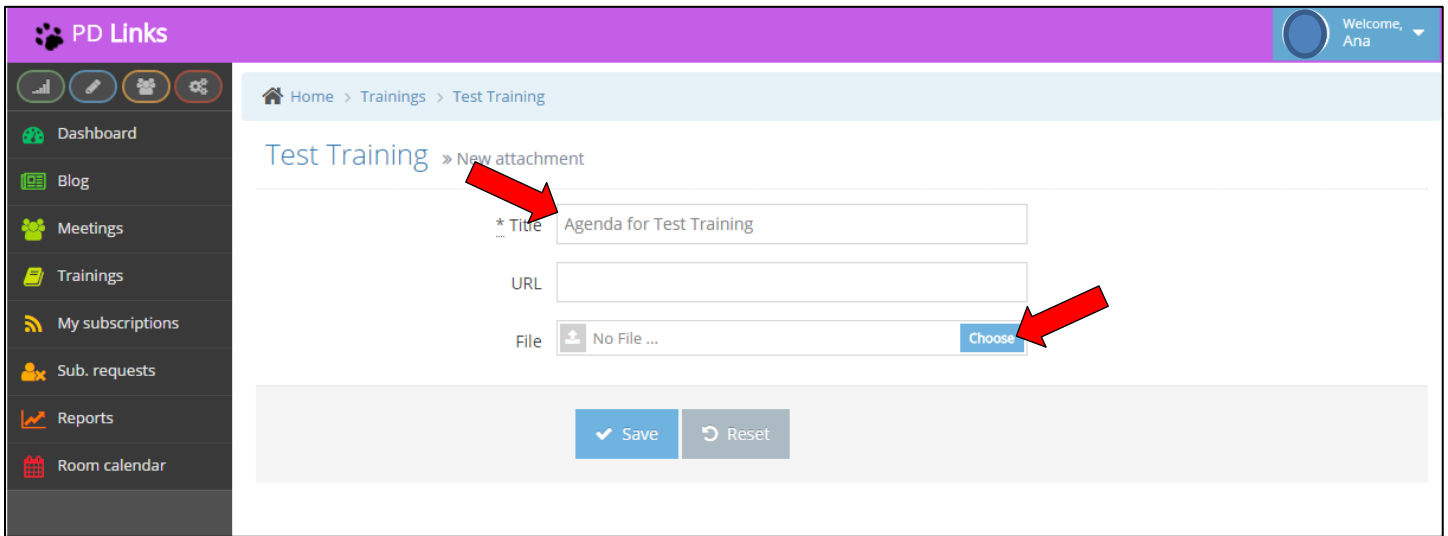 PD Links
Welcome,
Ana
Home > Trainings > Test Training
Dashboard
Blog
Meetings
Trainings
My subscriptions
Sub. requests
Reports
Room calendar
Test Training » New attachment
* Title Agenda for Test Training
URL
File No File ... Choose
Save Reset